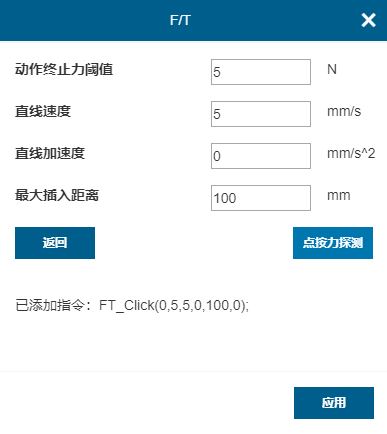 F/T
动作终止力阈值 5 N
直线速度 5 mm/s
直线加速度 0 mm/s^2
最大插入距离 100 mm
返回 点按力探测
已添加指令：FT_Click(0,5,5,0,100,0);
应用